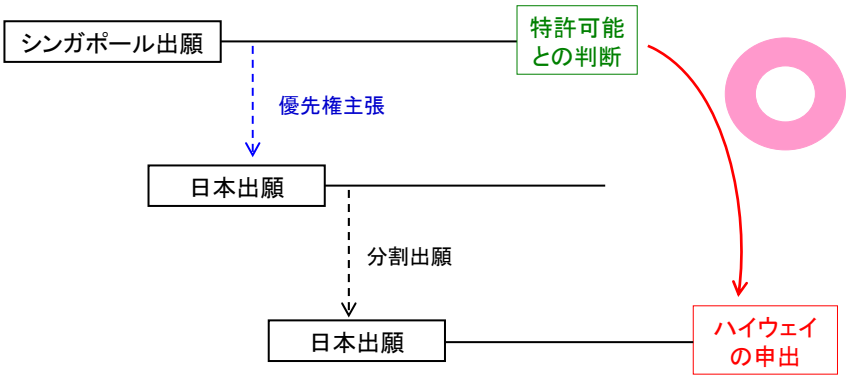 シンガポール出願
特許可能
との判断
優先権主張
日本出願
分割出願
日本出願
ハイウェイ
の申出